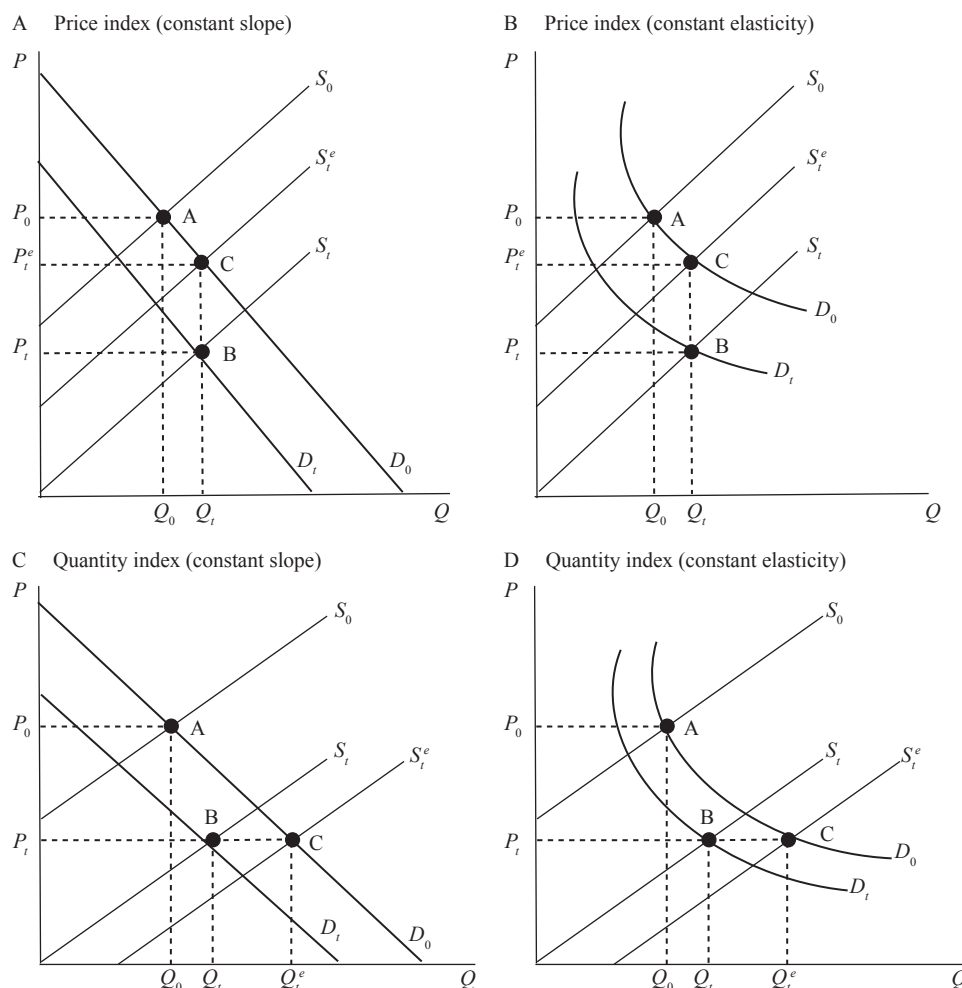 A Price index (constant slope)
B Price index (constant elasticity)
P
S₀
Sₜᵉ
P₀
A
Pₜᵉ
C
Sₜ
Pₜ
B
Dₜ
D₀
Q₀
Qₜ
Q
P
S₀
Sₜᵉ
P₀
A
Sₜ
Pₜᵉ
C
D₀
Pₜ
B
Dₜ
Q₀
Qₜ
Q
C Quantity index (constant slope)
D Quantity index (constant elasticity)
P
S₀
P₀
A
Sₜ
Sₜᵉ
B
Pₜ
C
Dₜ
D₀
Q₀
Qₜ
Qₜᵉ
Q
P
S₀
P₀
A
Sₜ
Sₜᵉ
B
C
Pₜ
D₀
Dₜ
Q₀
Qₜ
Qₜᵉ
Q